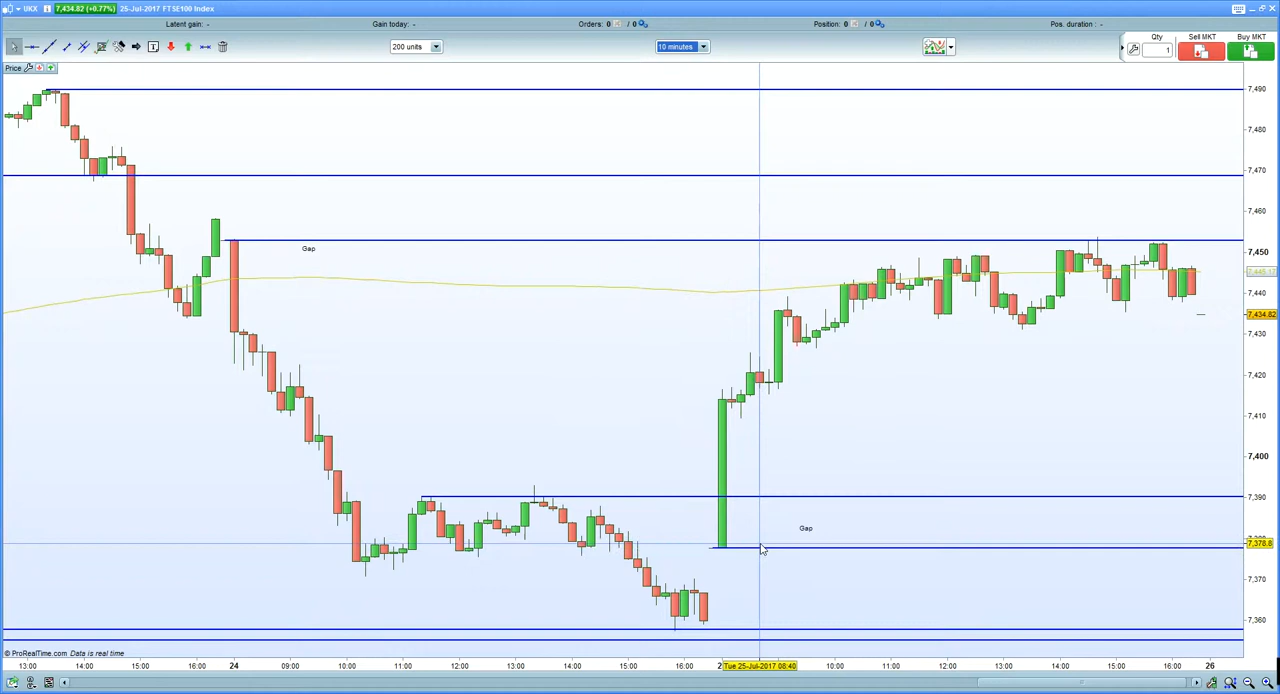 UKX 7,434.82 (+0.77%) 25-Jul-2017 FTSE100 Index
Latent gain: - Gain today: - Orders: 0 / 0 Position: 0 / 0 Pos. duration : -
200 units 10 minutes Qty Sell MKT Buy MKT
1
Price
7,490
7,480
7,470
7,460
Gap
7,450
7,445.17
7,440
7,434.82
7,430
7,420
7,410
7,400
7,390
Gap
7,378.8
7,370
7,360
© ProRealTime.com Data is real time
13:00 14:00 15:00 16:00 24 09:00 10:00 11:00 12:00 13:00 14:00 15:00 16:00 2 Tue 25-Jul-2017 08:40 10:00 11:00 12:00 13:00 14:00 15:00 16:00 26